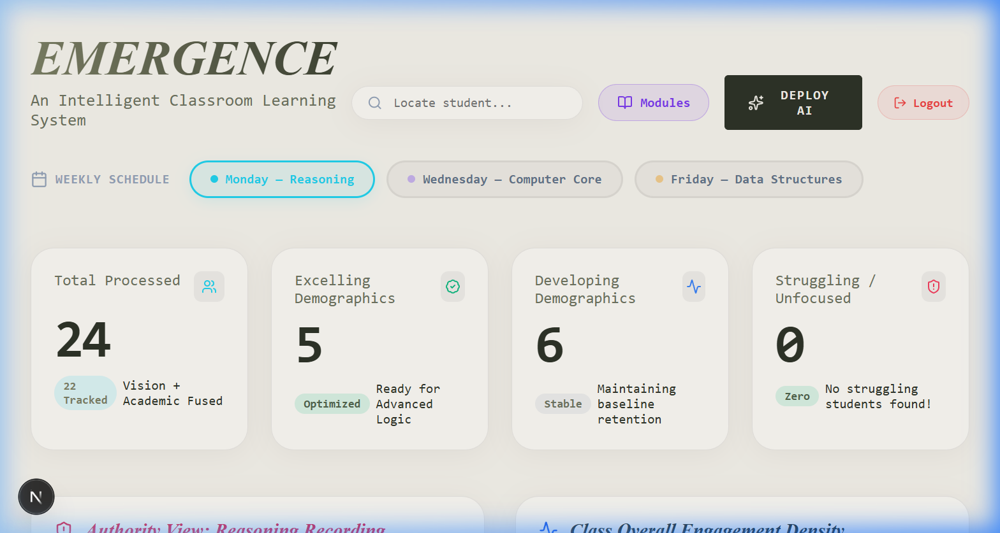 EMERGENCE
An Intelligent Classroom Learning
System
Locate student...
Modules
DEPLOY
AI
Logout
WEEKLY SCHEDULE
Monday — Reasoning
Wednesday — Computer Core
Friday — Data Structures
Total Processed
24
22
Tracked
Vision +
Academic Fused
Excelling
Demographics
5
Optimized
Ready for
Advanced
Logic
Developing
Demographics
6
Stable
Maintaining
baseline
retention
Struggling /
Unfocused
0
Zero
No struggling
students found!
N
Authority View: Reasoning Recording
Class Overall Engagement Density